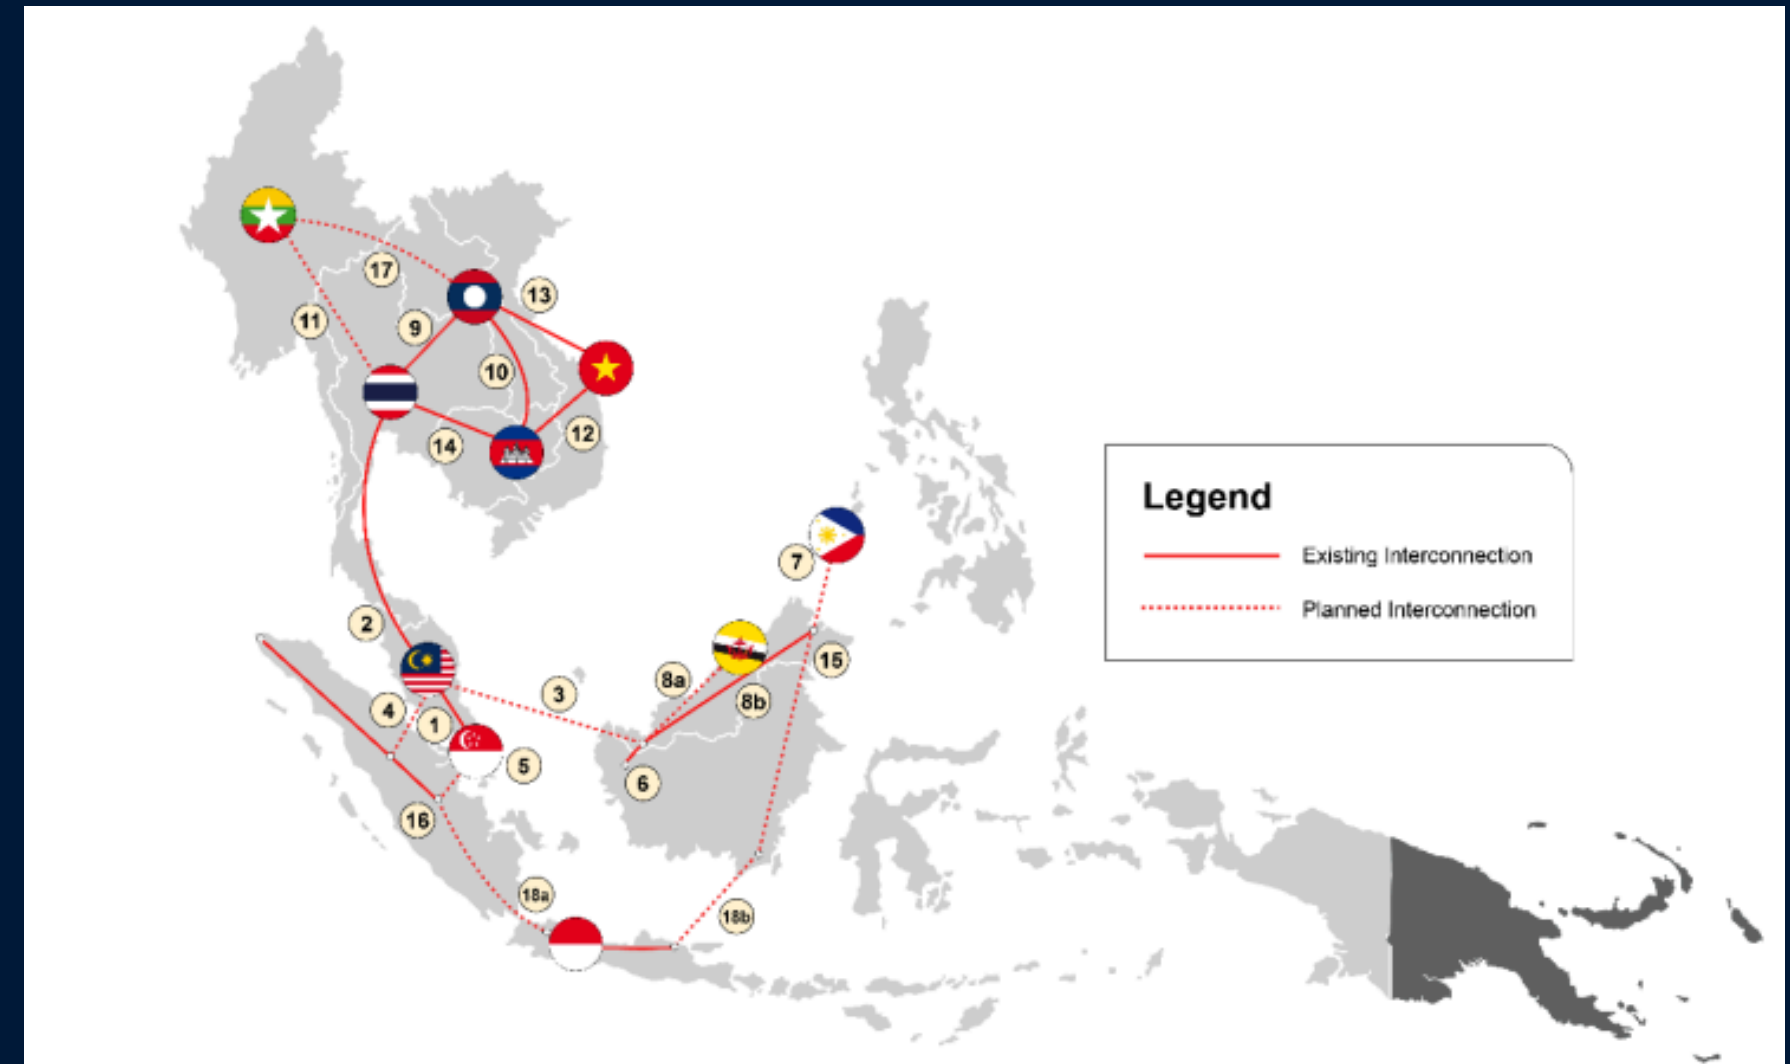 17
13
11
9
10
14
12
Legend
Existing Interconnection
7
Planned Interconnection
2
15
8a
3
8b
4
1
5
6
16
18a
18b